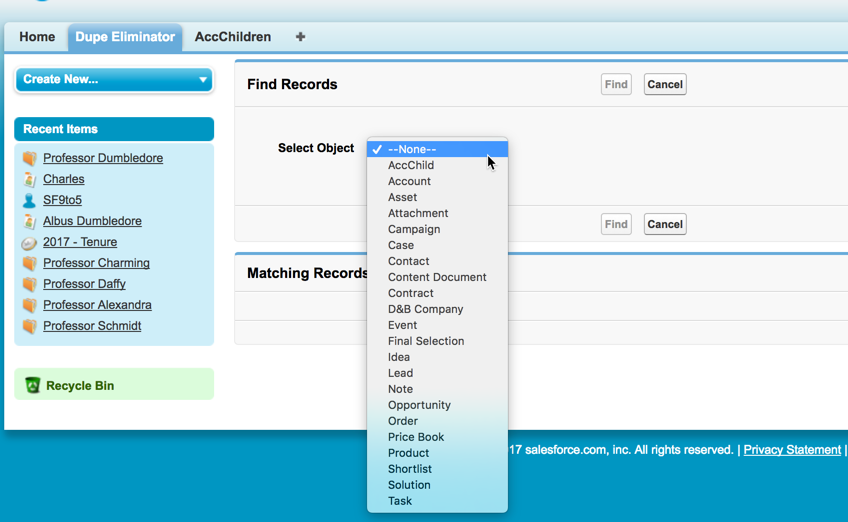 Home
Dupe Eliminator
AccChildren
+
Create New...
Recent Items
Professor Dumbledore
Charles
SF9to5
Albus Dumbledore
2017 - Tenure
Professor Charming
Professor Daffy
Professor Alexandra
Professor Schmidt
Recycle Bin
Find Records
Find
Cancel
Select Object
✓ --None--
AccChild
Account
Asset
Attachment
Campaign
Case
Contact
Content Document
Contract
D&B Company
Event
Final Selection
Idea
Lead
Note
Opportunity
Order
Price Book
Product
Shortlist
Solution
Task
Find
Cancel
Matching Records
17 salesforce.com, inc. All rights reserved. | Privacy Statement |